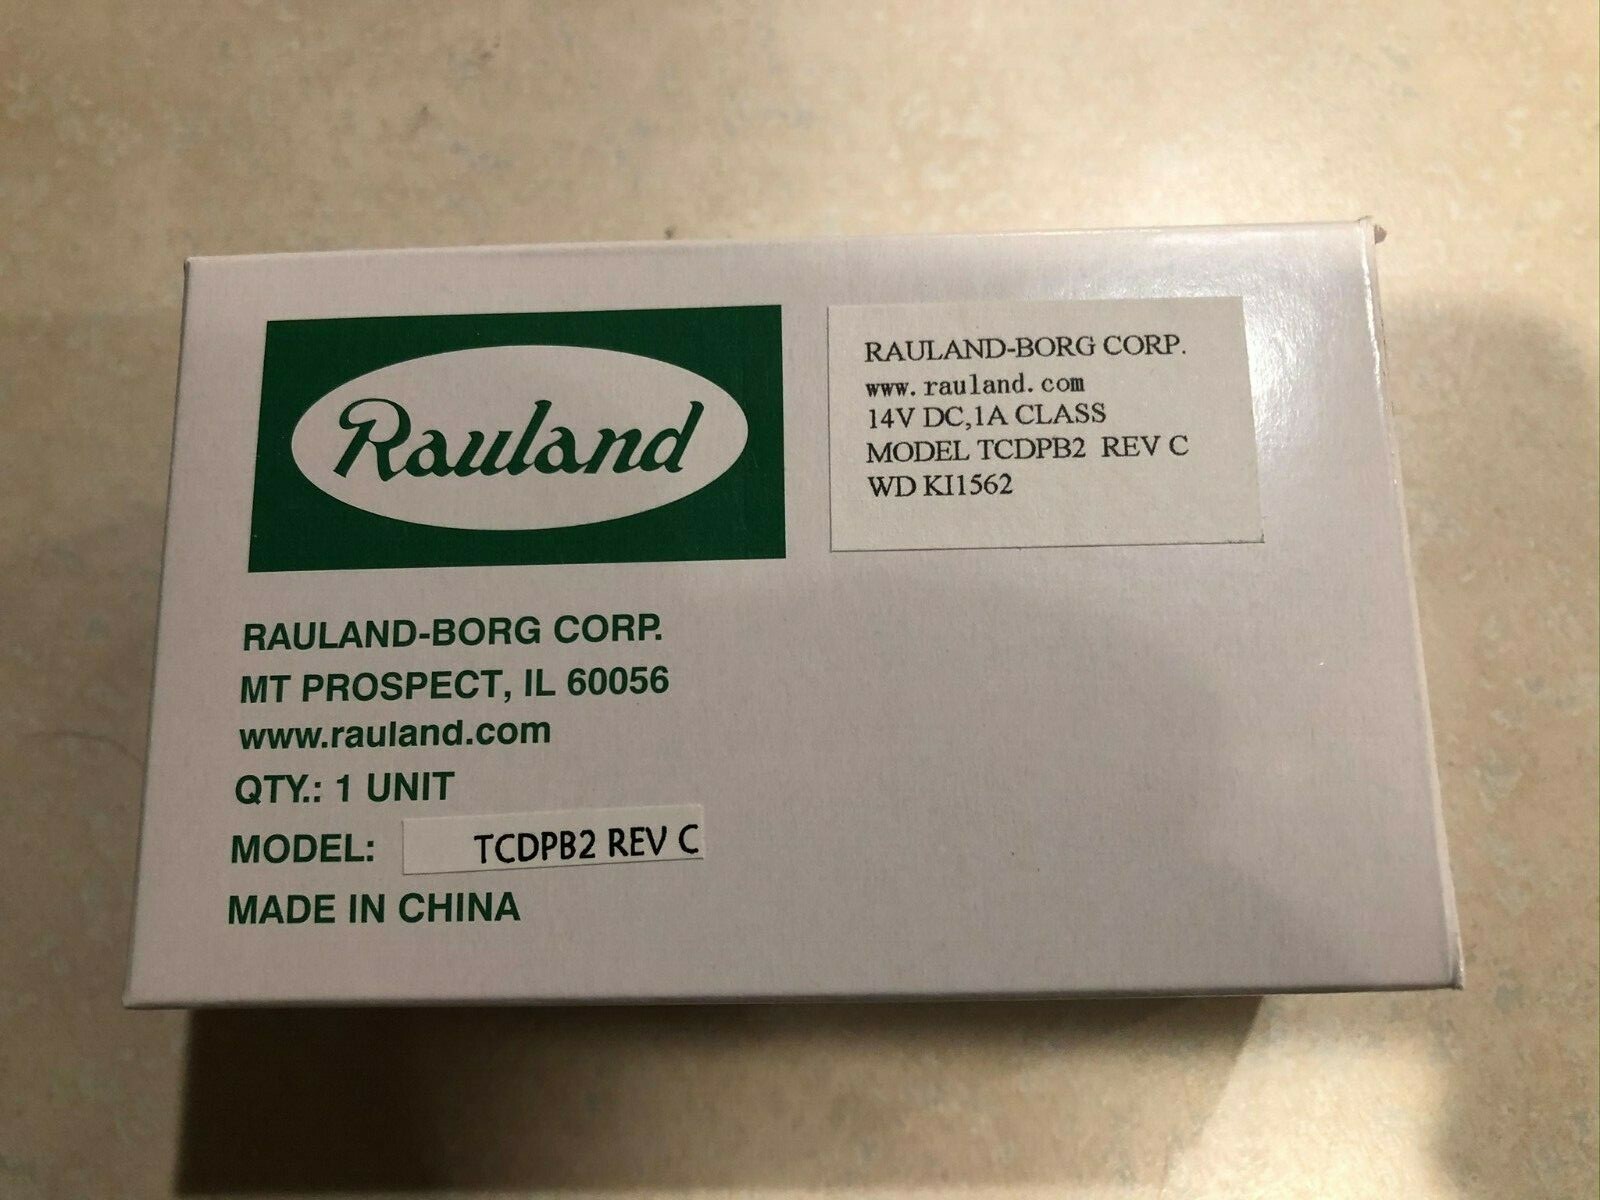 Rauland
RAULAND-BORG CORP.
www.rauland.com
14V DC,1A CLASS
MODEL TCDPB2 REV C
WD KI1562
RAULAND-BORG CORP.
MT PROSPECT, IL 60056
www.rauland.com
QTY.: 1 UNIT
MODEL: TCDPB2 REV C
MADE IN CHINA